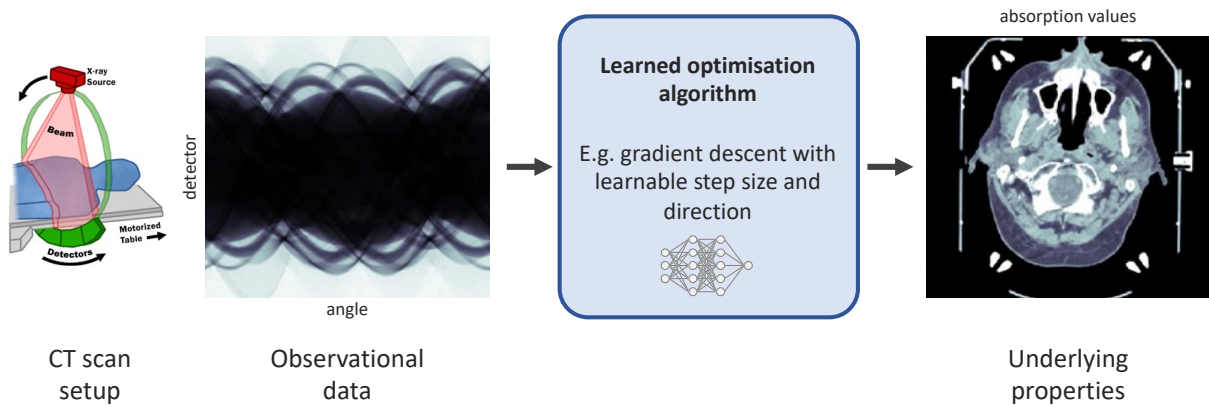 X-ray
Source
Beam
Motorized
Table
Detectors
detector
angle
Learned optimisation
algorithm
E.g. gradient descent with
learnable step size and
direction
absorption values
CT scan
setup
Observational
data
Underlying
properties